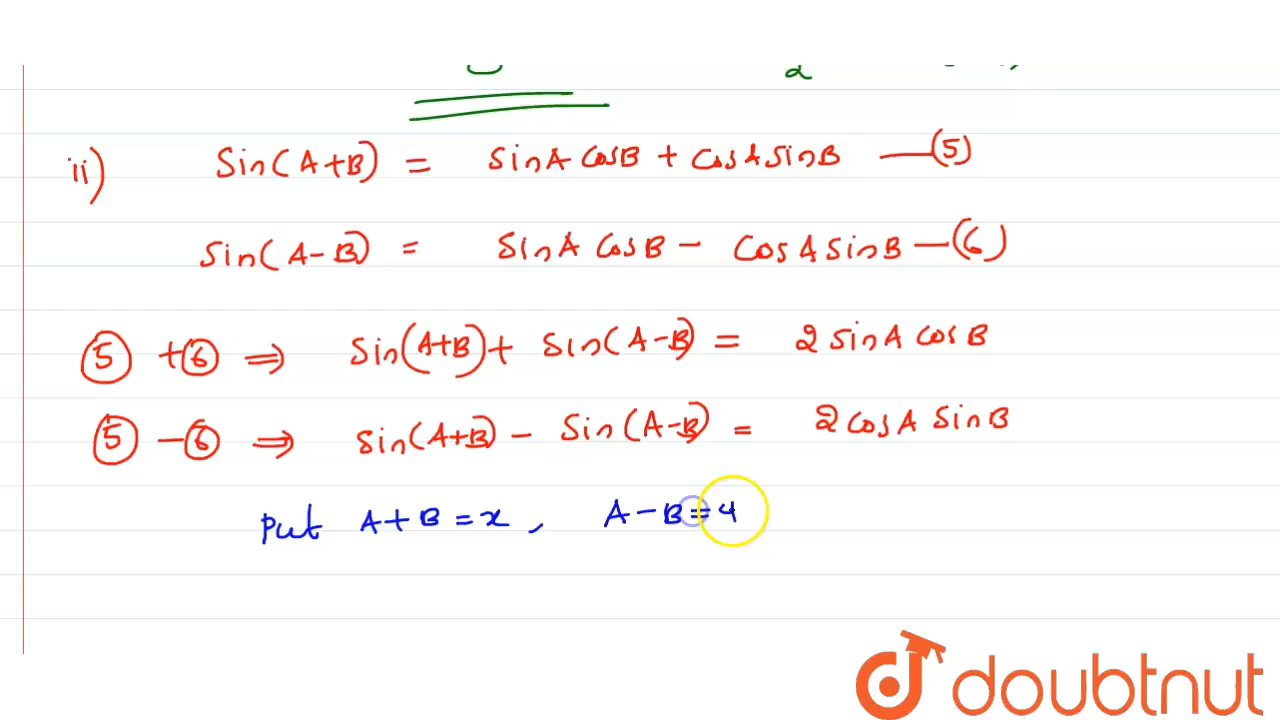 ii) Sin(A+B) = sinA cosB + cosA sinB —(5)
Sin(A-B) = sinA cosB - cosA sinB —(6)
⑤ +⑥ ⇒ sin(A+B)+ sin(A-B) = 2 sinA cosB
⑤ -⑥ ⇒ sin(A+B) - sin(A-B) = 2 cosA sinB
put A+B=x, A-B=
doubtnut